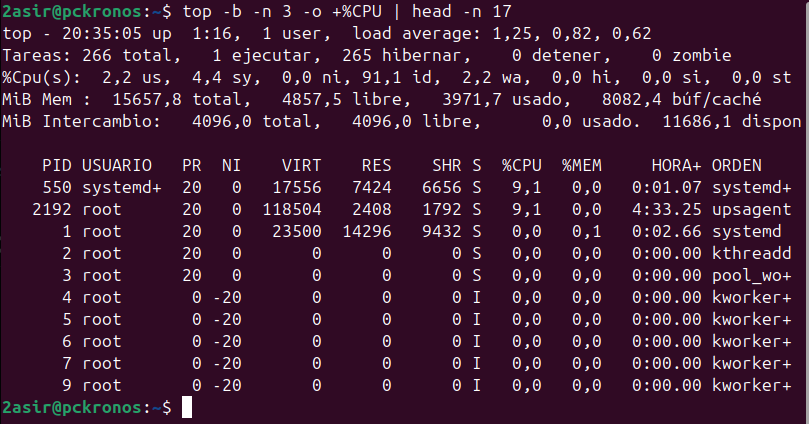 2asir@pckronos:~$ top -b -n 3 -o +%CPU | head -n 17
top - 20:35:05 up  1:16,  1 user,  load average: 1,25, 0,82, 0,62
Tareas: 266 total,   1 ejecutar,  265 hibernar,    0 detener,    0 zombie
%Cpu(s):  2,2 us,  4,4 sy,  0,0 ni, 91,1 id,  2,2 wa,  0,0 hi,  0,0 si,  0,0 st
MiB Mem :  15657,8 total,   4857,5 libre,   3971,7 usado,   8082,4 búf/caché
MiB Intercambio:   4096,0 total,   4096,0 libre,      0,0 usado.  11686,1 dispon
    PID USUARIO   PR  NI    VIRT    RES    SHR S  %CPU  %MEM     HORA+ ORDEN
    550 systemd+  20   0   17556   7424   6656 S   9,1   0,0   0:01.07 systemd+
   2192 root      20   0  118504   2408   1792 S   9,1   0,0   4:33.25 upsagent
      1 root      20   0   23500  14296   9432 S   0,0   0,1   0:02.66 systemd
      2 root      20   0       0      0      0 S   0,0   0,0   0:00.00 kthreadd
      3 root      20   0       0      0      0 S   0,0   0,0   0:00.00 pool_wo+
      4 root       0 -20       0      0      0 I   0,0   0,0   0:00.00 kworker+
      5 root       0 -20       0      0      0 I   0,0   0,0   0:00.00 kworker+
      6 root       0 -20       0      0      0 I   0,0   0,0   0:00.00 kworker+
      7 root       0 -20       0      0      0 I   0,0   0,0   0:00.00 kworker+
      9 root       0 -20       0      0      0 I   0,0   0,0   0:00.00 kworker+
2asir@pckronos:~$